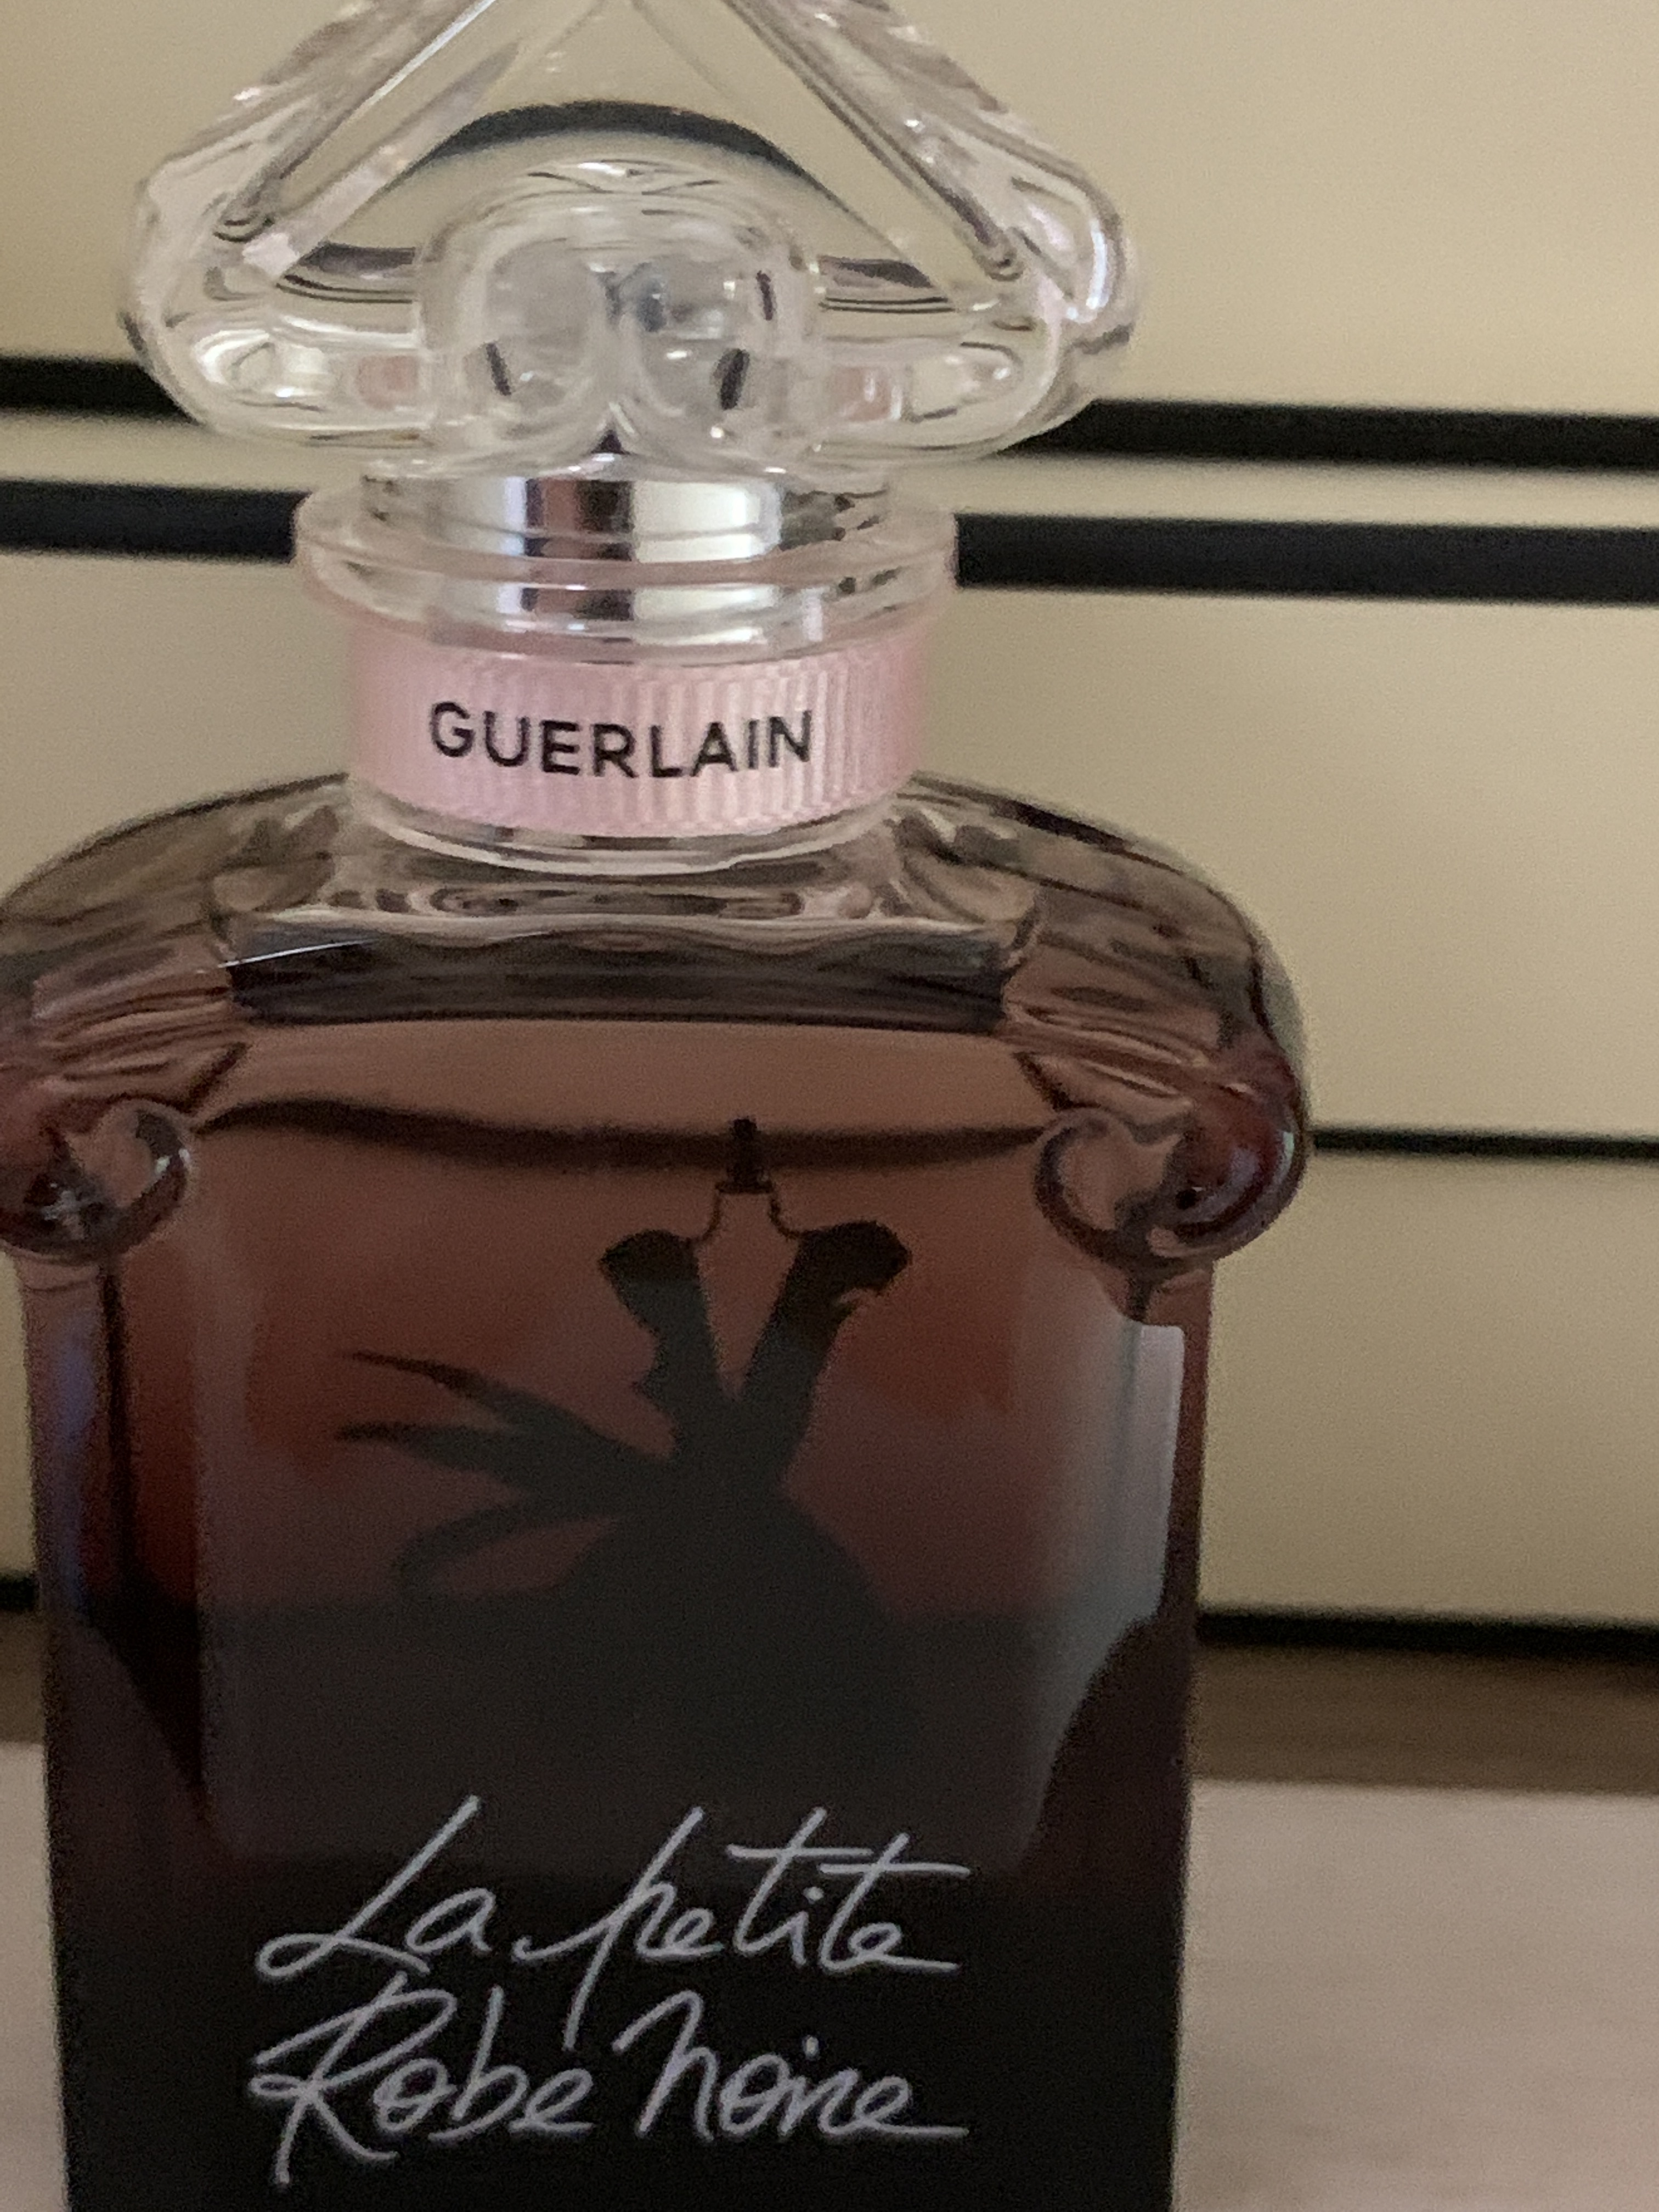 GUERLAIN
La petite
Robe noire